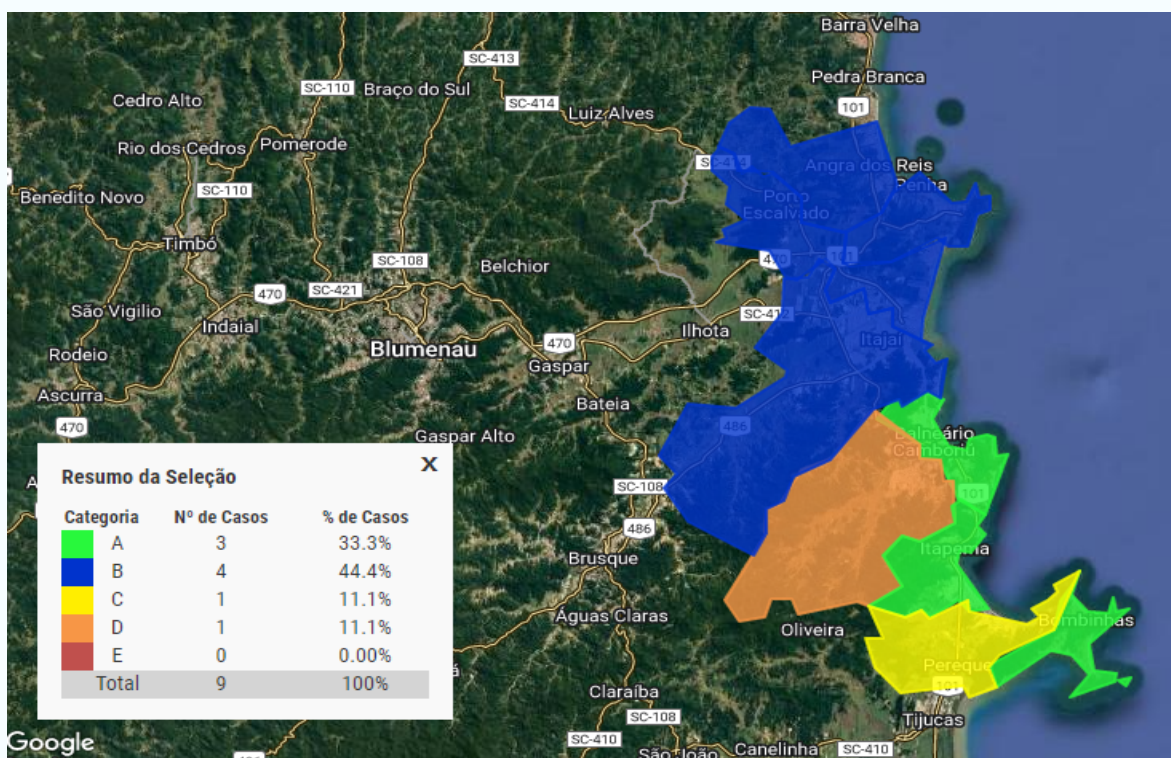 Barra Velha
SC-413
Pedra Branca
SC-110
Braço do Sul
Cedro Alto
SC-414
101
Luiz Alves
Rio dos Cedros
Pomerode
Angra dos Reis
Penha
SC-110
Benedito Novo
Porto
Escalvado
Timbó
SC-108
Belchior
470
101
SC-421
470
São Vigilio
SC-412
Indaial
Ilhota
Itajaí
Blumenau
470
Rodeio
Gaspar
Ascurra
Bateia
470
486
Gaspar Alto
Balneário
Camboriú
SC-108
101
486
Itapema
Brusque
Águas Claras
Oliveira
Bombinhas
Perequê
101
Claraíba
SC-108
Tijucas
SC-410
São João
Canelinha
SC-410
Resumo da Seleção
X
Categoria Nº de Casos % de Casos
A 3 33.3%
B 4 44.4%
C 1 11.1%
D 1 11.1%
E 0 0.00%
Total 9 100%
Google